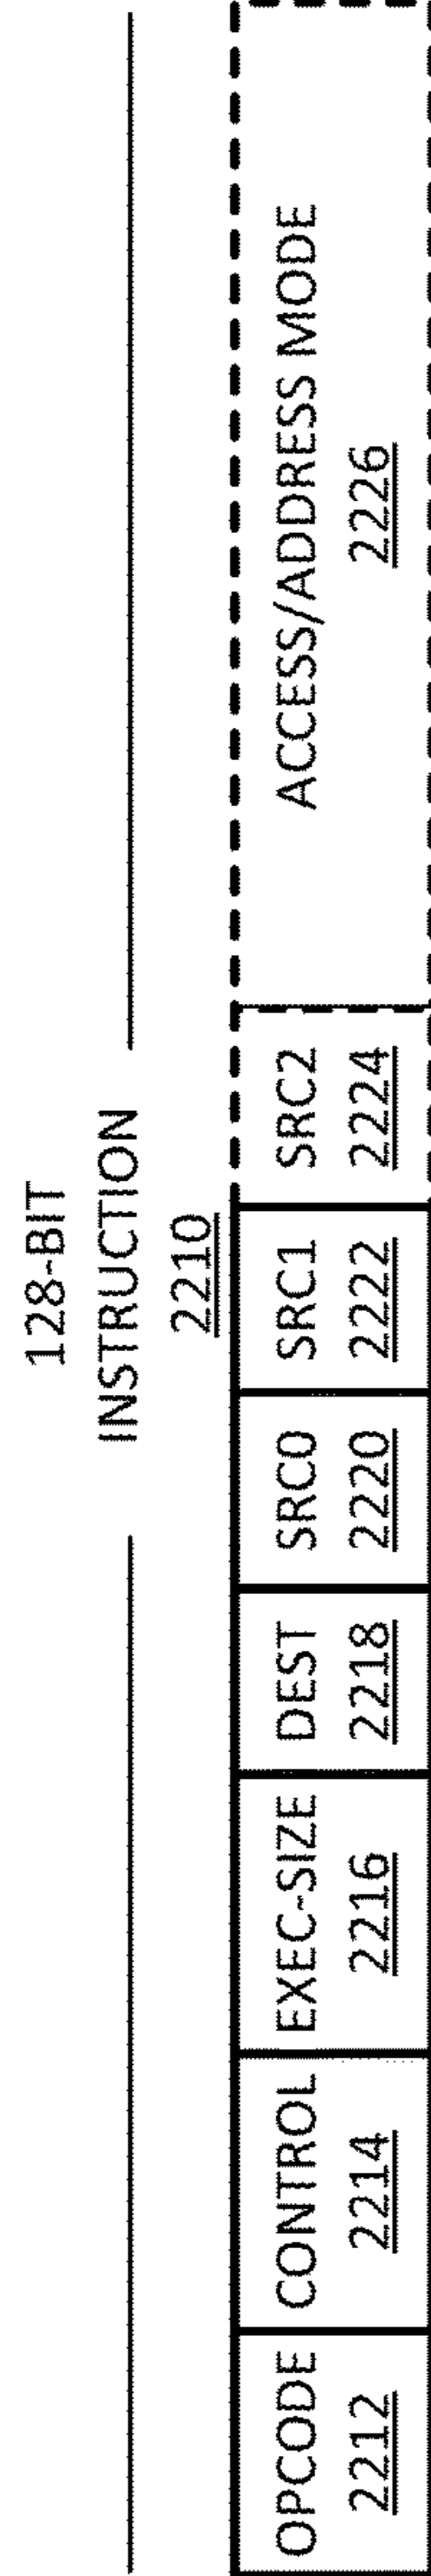 128-BIT
INSTRUCTION
2210
OPCODE
2212
CONTROL
2214
EXEC-SIZE
2216
DEST
2218
SRC0
2220
SRC1
2222
SRC2
2224
ACCESS/ADDRESS MODE
2226